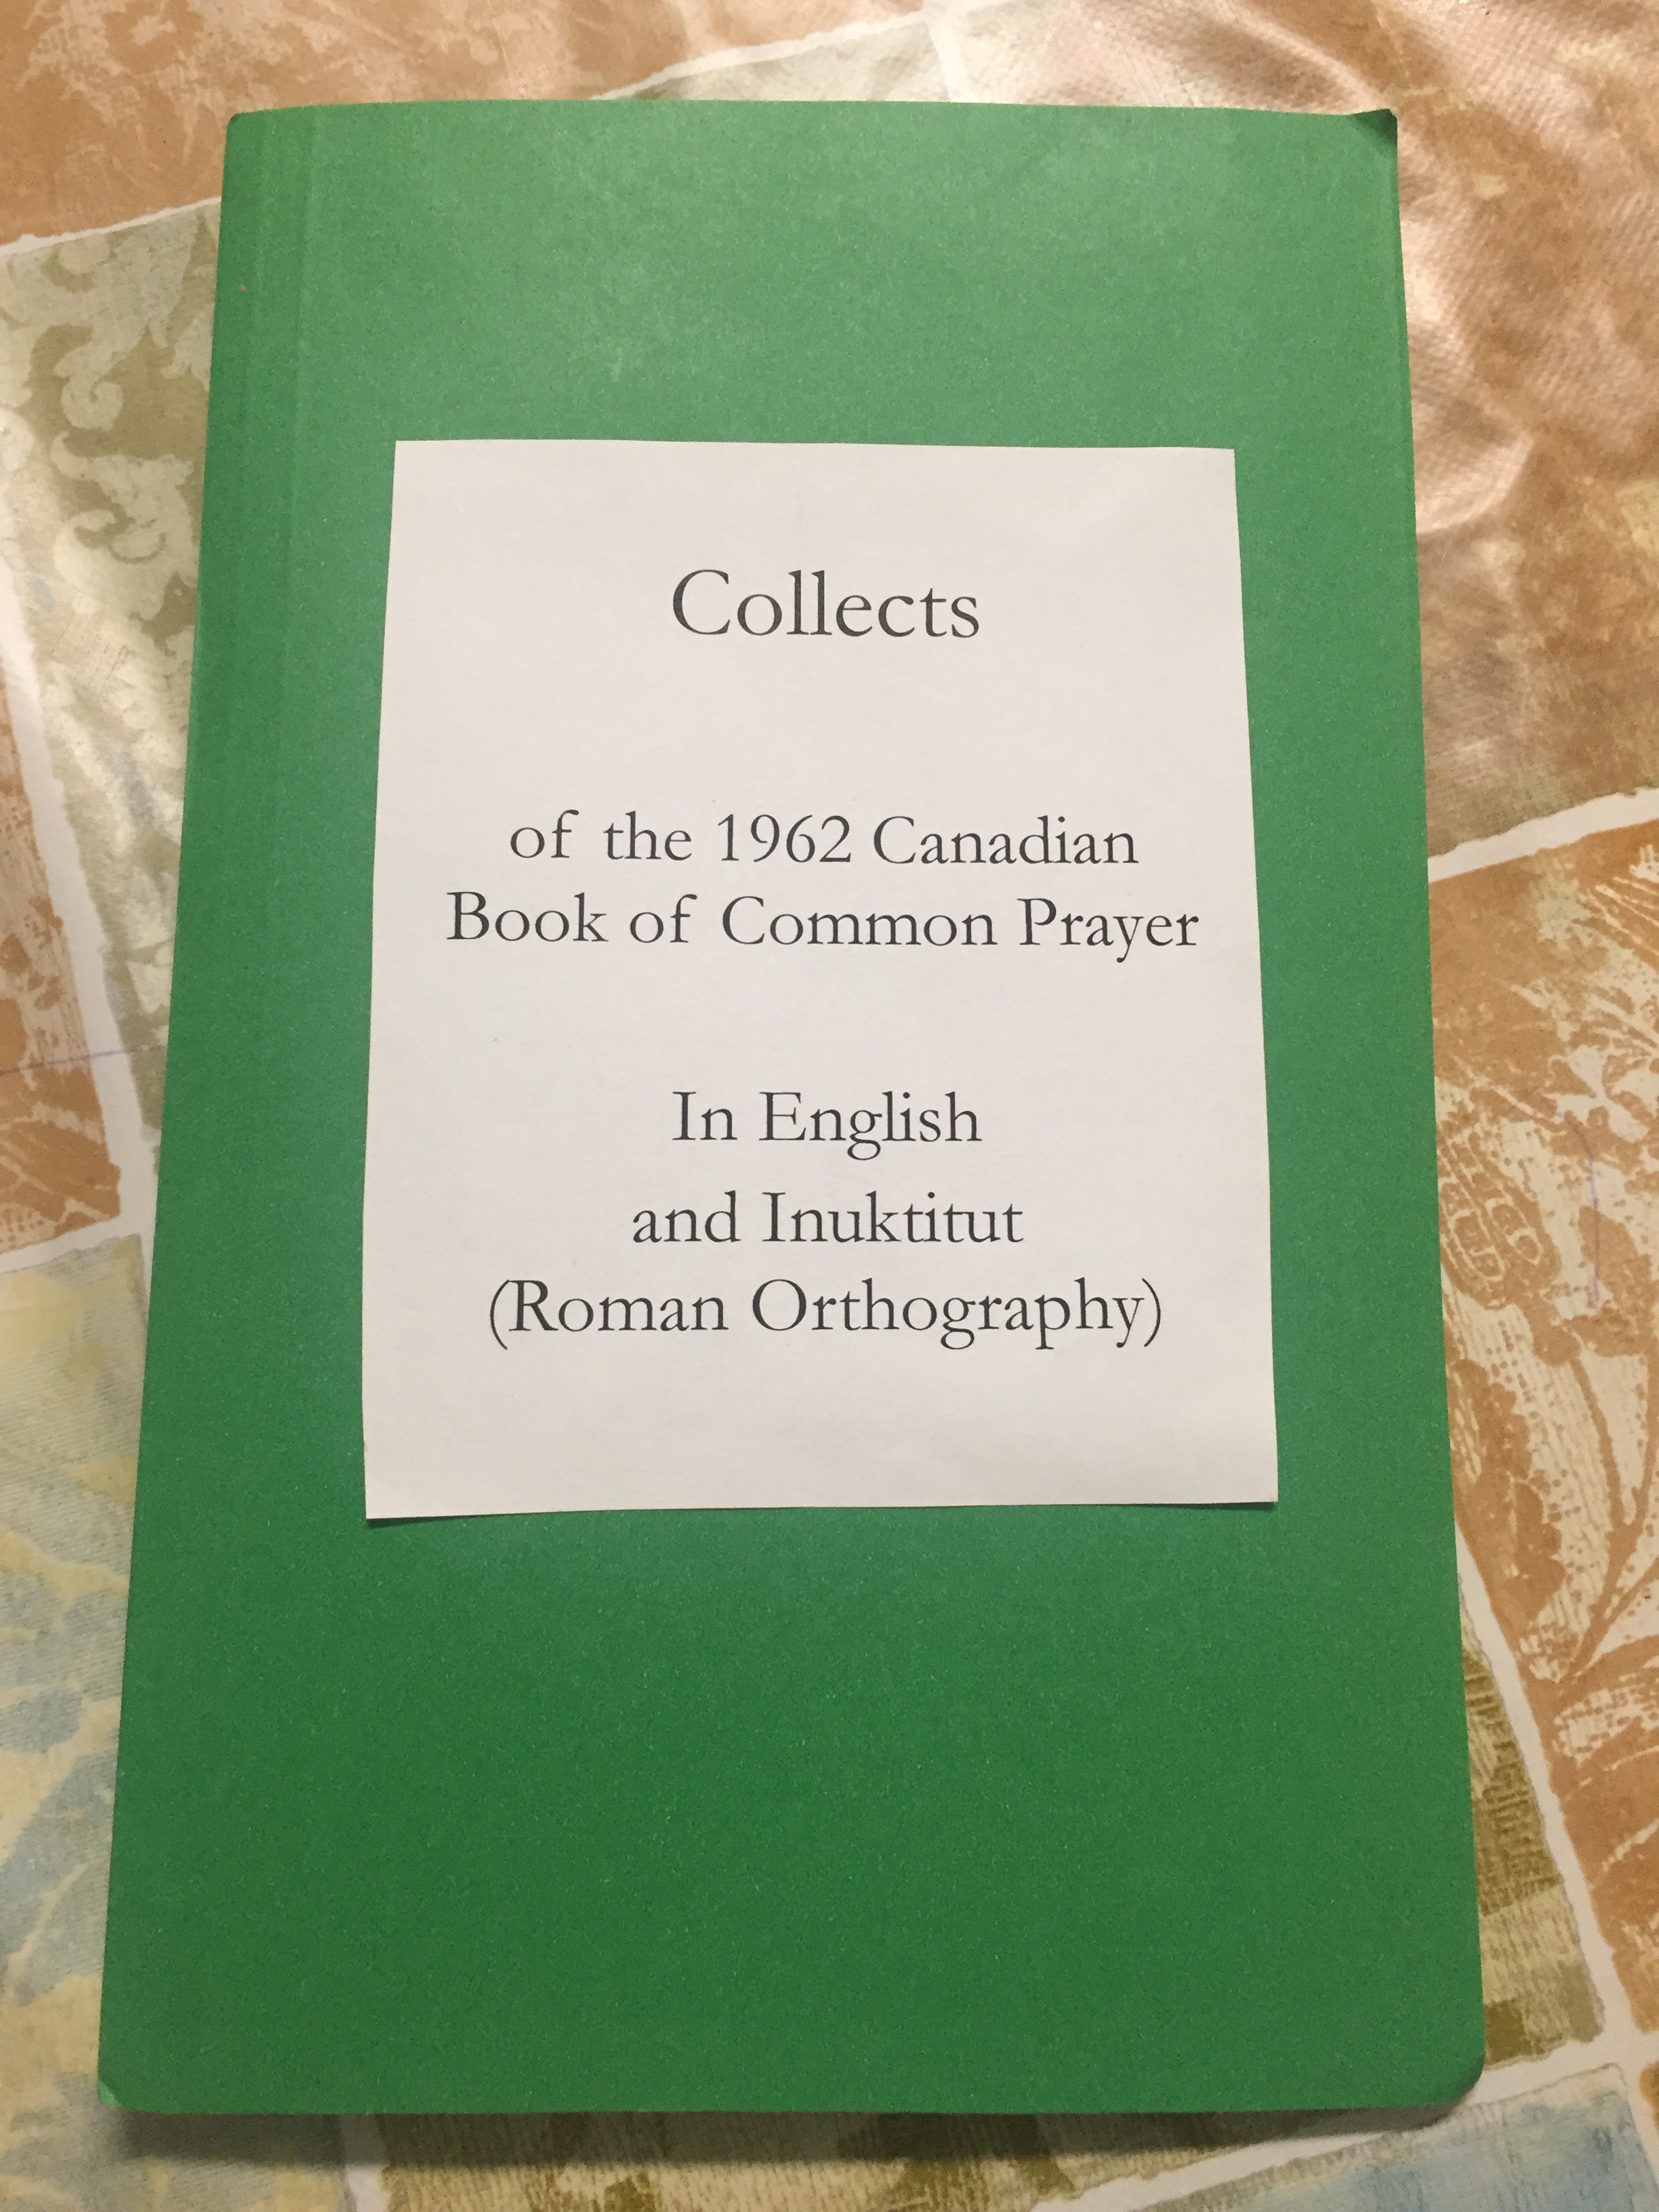 Collects
of the 1962 Canadian
Book of Common Prayer
In English
and Inuktitut
(Roman Orthography)